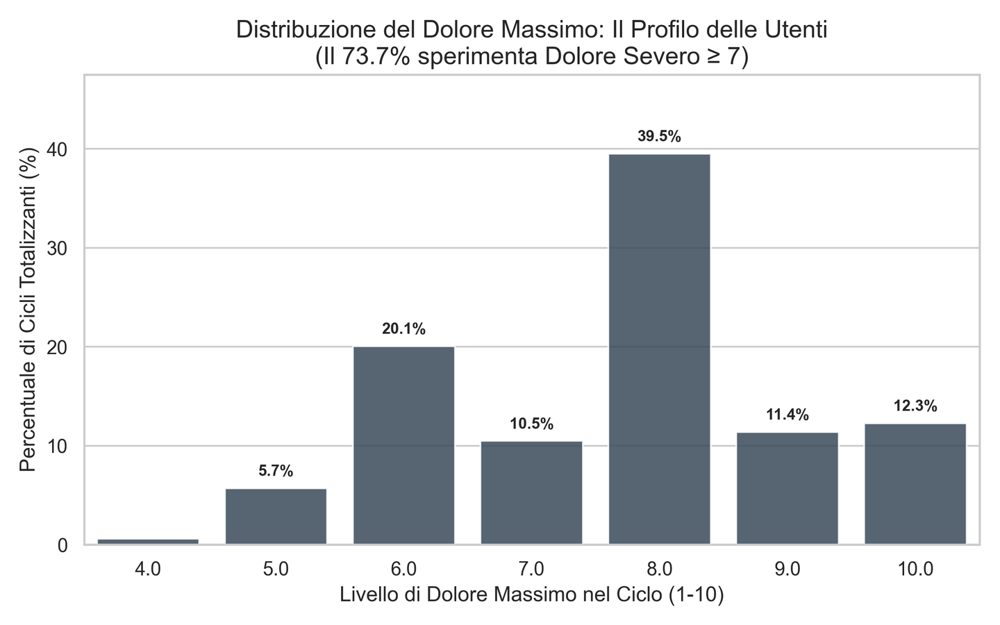 Distribuzione del Dolore Massimo: Il Profilo delle Utenti
(Il 73.7% sperimenta Dolore Severo ≥ 7)
Percentuale di Cicli Totalizzanti (%)
40
30
20
10
0
5.7%
20.1%
10.5%
39.5%
11.4%
12.3%
4.0 5.0 6.0 7.0 8.0 9.0 10.0
Livello di Dolore Massimo nel Ciclo (1-10)